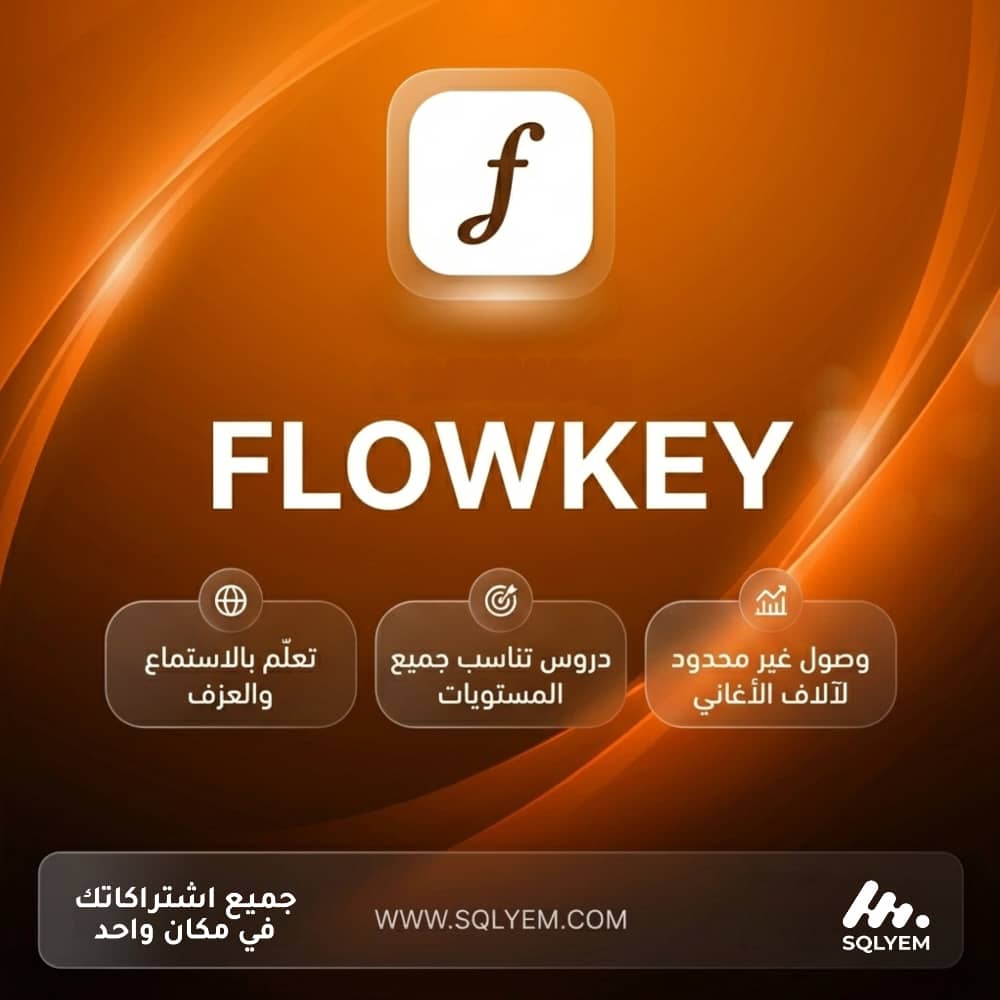 f
FLOWKEY
وصول غير محدود
لآلاف الأغاني
دروس تناسب جميع
المستويات
تعلّم بالاستماع
والعزف
جميع اشتراكاتك
في مكان واحد
WWW.SQLYEM.COM
SQLYEM